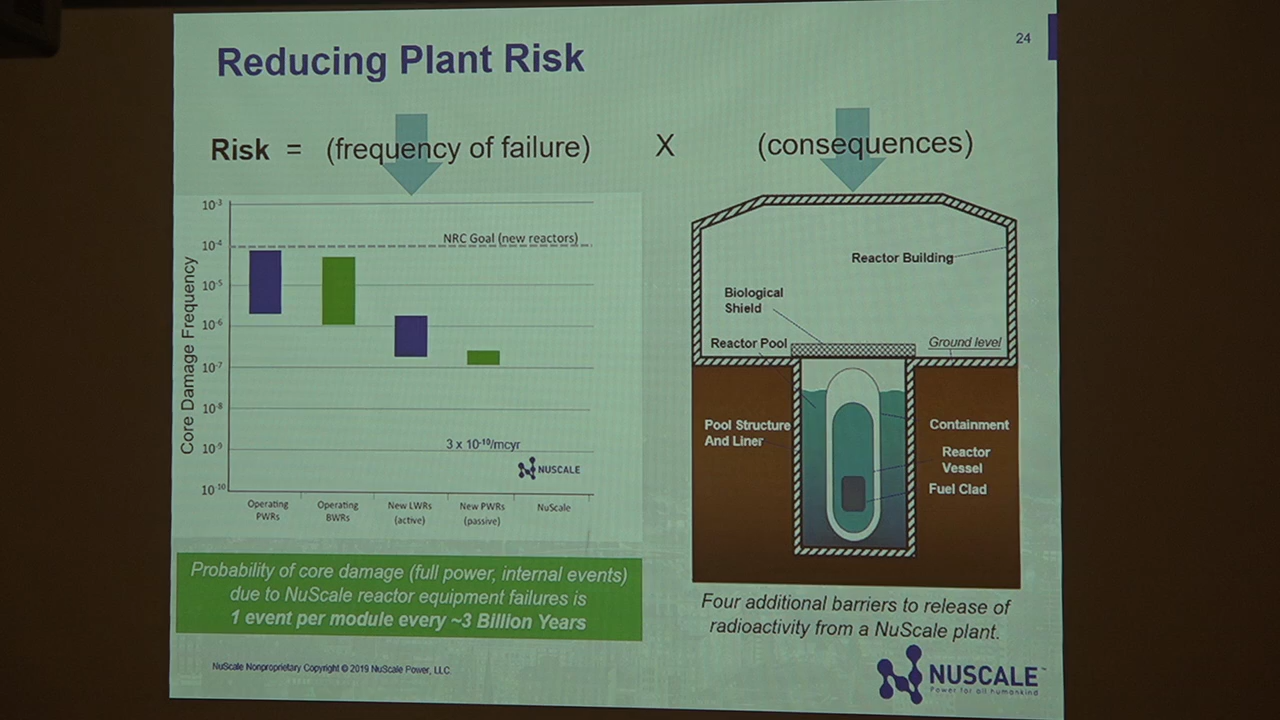 24
Reducing Plant Risk
Risk = (frequency of failure) X (consequences)
Core Damage Frequency
10-3
10-4
10-5
10-6
10-7
10-8
10-9
10-10
NRC Goal (new reactors)
3 x 10-10/mcyr
NUSCALE
Operating
PWRs
Operating
BWRs
New LWRs
(active)
New PWRs
(passive)
NuScale
Probability of core damage (full power, internal events)
due to NuScale reactor equipment failures is
1 event per module every ~3 Billion Years
Reactor Building
Biological
Shield
Reactor Pool
Ground level
Pool Structure
And Liner
Containment
Reactor
Vessel
Fuel Clad
Four additional barriers to release of
radioactivity from a NuScale plant.
NuScale Nonproprietary Copyright © 2019 NuScale Power, LLC
NUSCALE™
Power for all humankind